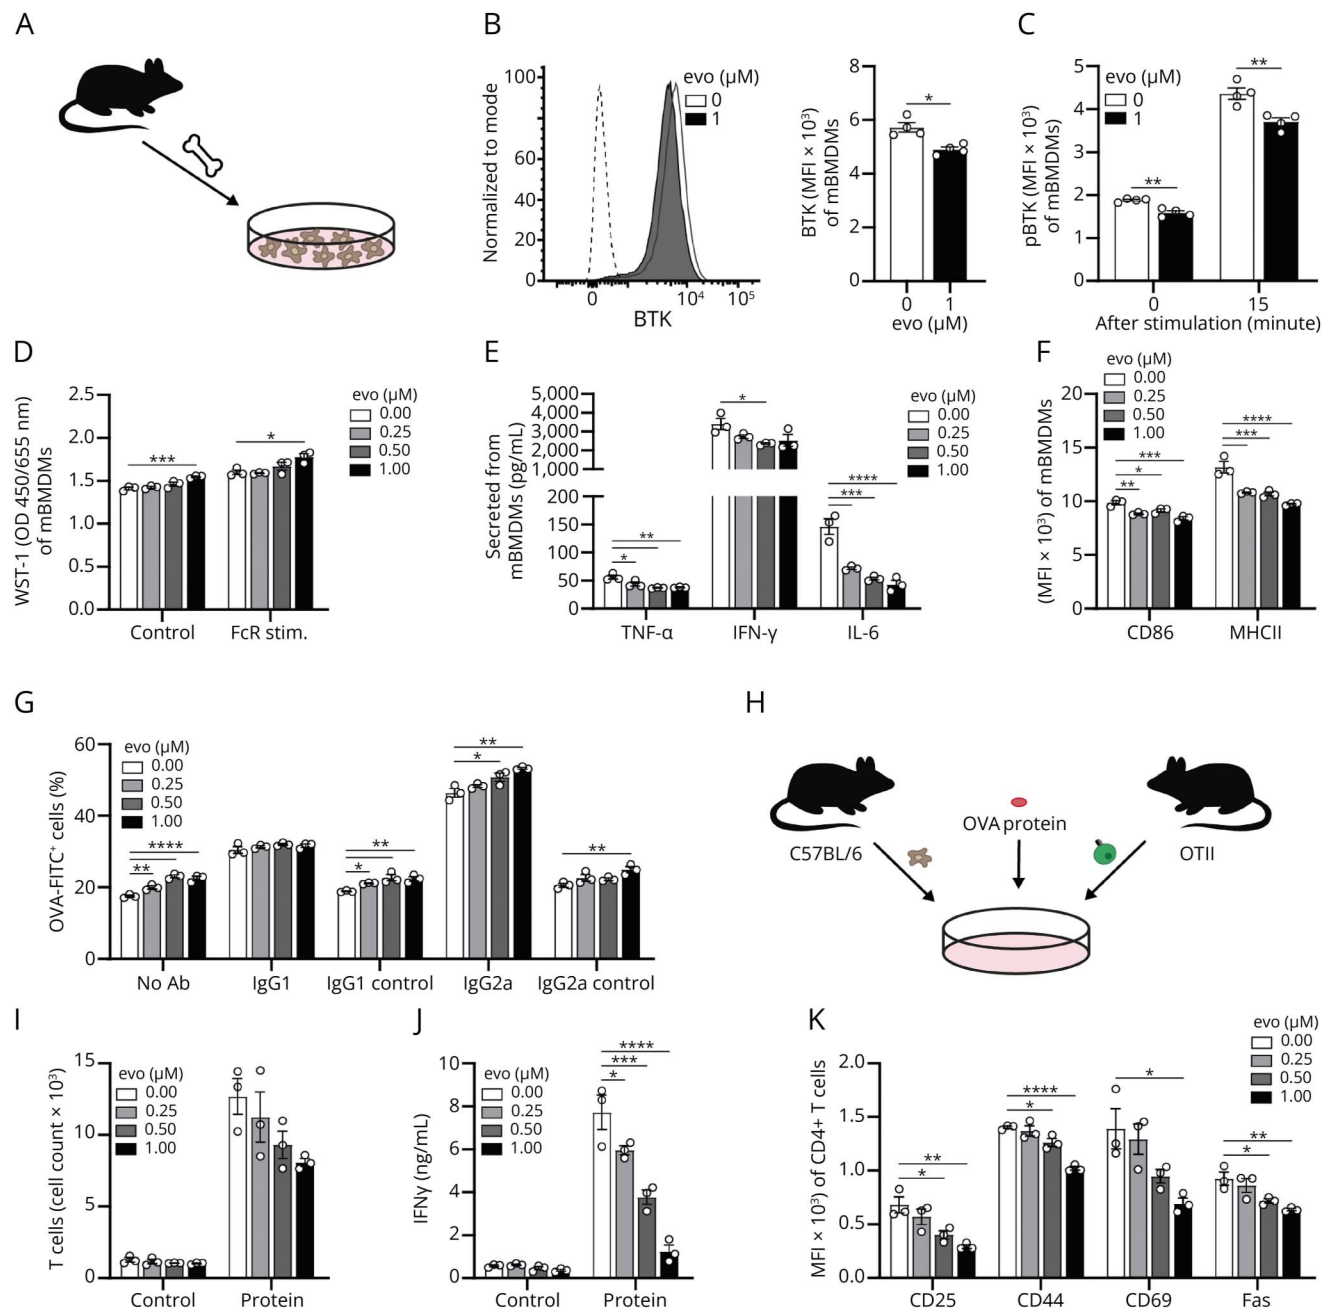 A
B
evo (μM)
0
1
Normalized to mode
100
80
60
40
20
0
0
10⁴
10⁵
BTK
BTK (MFI × 10³)
of mBMDMs
8
6
4
2
0
*
0
1
evo (μM)
C
evo (μM)
0
1
pBTK (MFI × 10³)
of mBMDMs)
5
4
3
2
1
0
**
**
0
15
After stimulation (minute)
D
WST-1 (OD 450/655 nm)
of mBMDMs
2.5
2.0
1.5
1.0
0.5
0.0
***
*
evo (μM)
0.00
0.25
0.50
1.00
Control
FcR stim.
E
Secreted from
mBMDMs (pg/mL)
5,000
4,000
3,000
2,000
1,000
200
150
100
50
0
**
*
*
****
***
evo (μM)
0.00
0.25
0.50
1.00
TNF-α
IFN-γ
IL-6
F
evo (μM)
0.00
0.25
0.50
1.00
(MFI × 10³) of mBMDMs
20
15
10
5
0
***
*
**
****
***
CD86
MHCII
G
OVA-FITC⁺ cells (%)
60
40
20
0
evo (μM)
0.00
0.25
0.50
1.00
****
**
**
*
**
*
**
No Ab
IgG1
IgG1 control
IgG2a
IgG2a control
H
C57BL/6
OVA protein
OTII
I
T cells (cell count × 10³)
15
10
5
0
evo (μM)
0.00
0.25
0.50
1.00
Control
Protein
J
IFNγ (ng/mL)
10
8
6
4
2
0
evo (μM)
0.00
0.25
0.50
1.00
****
***
*
Control
Protein
K
MFI × 10³) of CD4+ T cells
2.0
1.5
1.0
0.5
0.0
evo (μM)
0.00
0.25
0.50
1.00
**
*
****
*
*
**
*
CD25
CD44
CD69
Fas